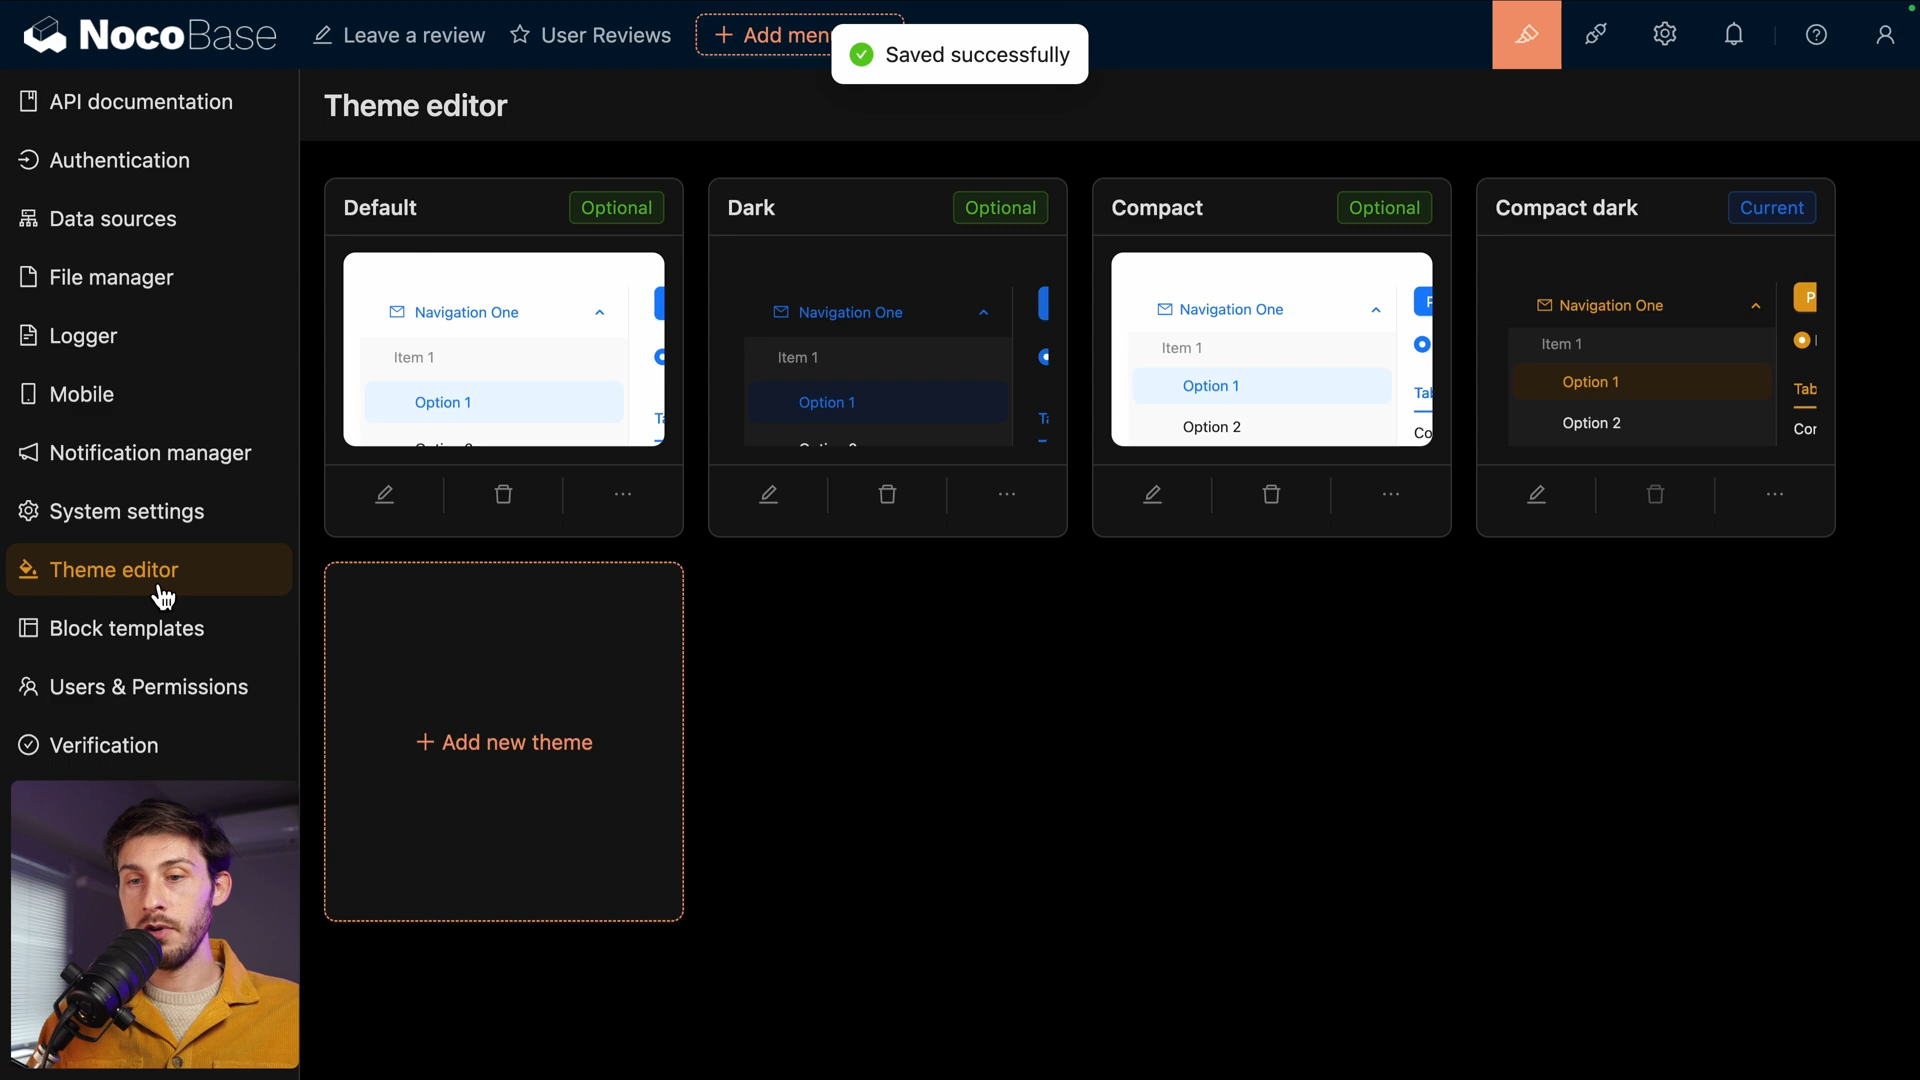 NocoBase
Leave a review
User Reviews
+ Add men
Saved successfully
API documentation
Authentication
Data sources
File manager
Logger
Mobile
Notification manager
System settings
Theme editor
Block templates
Users & Permissions
Verification
Theme editor
Default
Optional
Navigation One
Item 1
Option 1
Dark
Optional
Navigation One
Item 1
Option 1
Compact
Optional
Navigation One
Item 1
Option 1
Option 2
Tab
Co
Compact dark
Current
Navigation One
P
Item 1
Option 1
Tab
Option 2
Cor
+ Add new theme